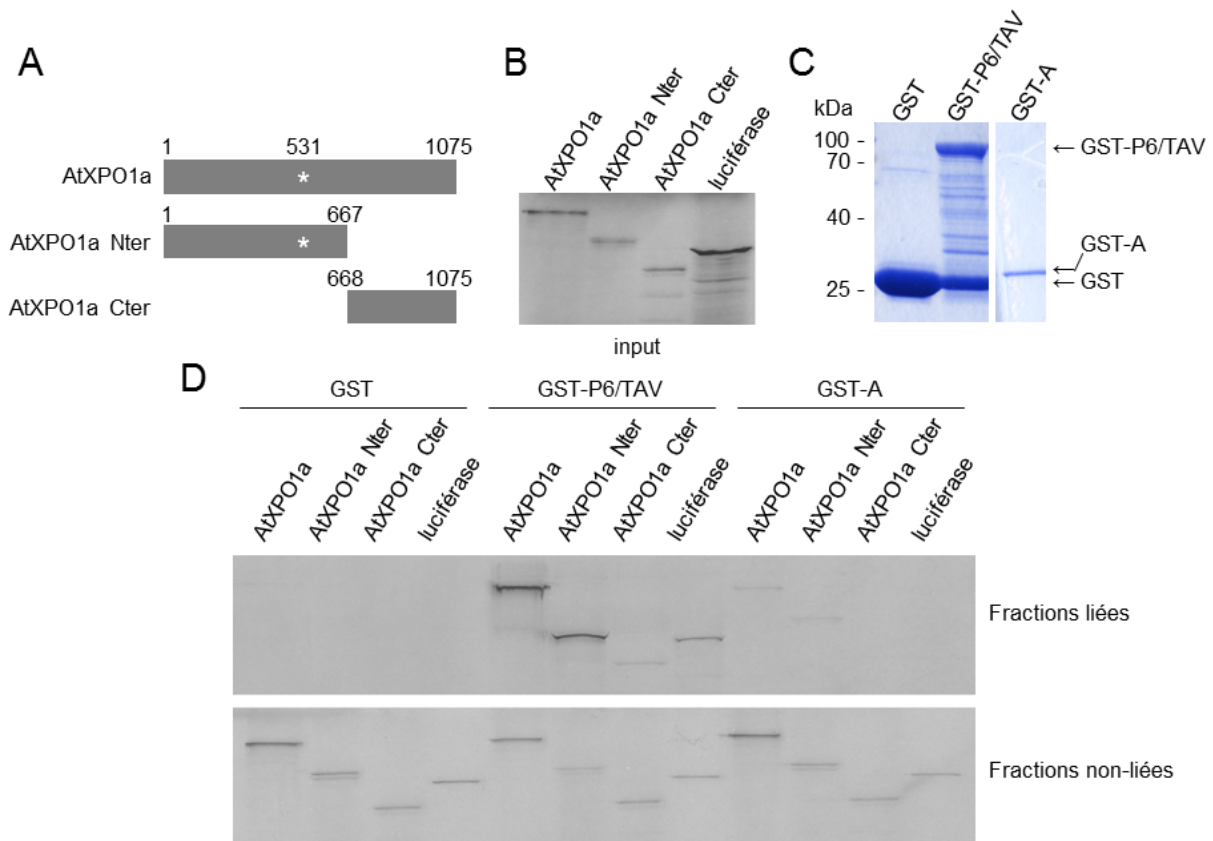 A
1 531 1075
AtXPO1a *
1 667
AtXPO1a Nter *
668 1075
AtXPO1a Cter
B
AtXPO1a AtXPO1a Nter AtXPO1a Cter luciférase
input
C
GST GST-P6/TAV GST-A
kDa
100 -
70 -
40 -
25 -
← GST-P6/TAV
GST-A
← GST
D
GST GST-P6/TAV GST-A
AtXPO1a AtXPO1a Nter AtXPO1a Cter luciférase AtXPO1a AtXPO1a Nter AtXPO1a Cter luciférase AtXPO1a AtXPO1a Nter AtXPO1a Cter luciférase
Fractions liées
Fractions non-liées